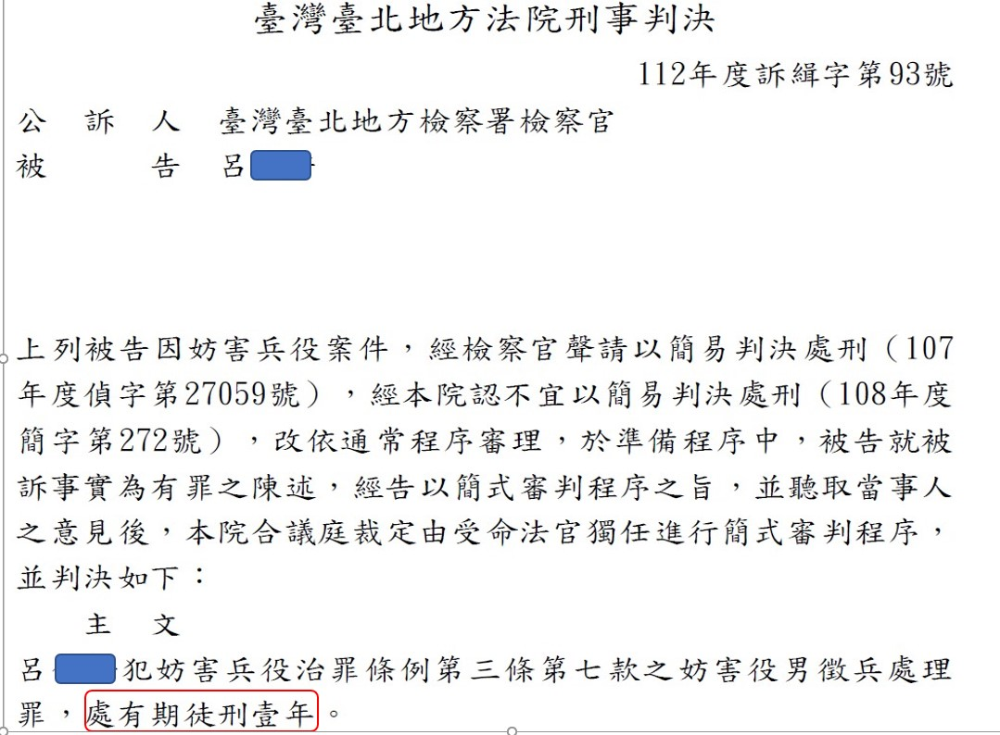 臺灣臺北地方法院刑事判決
112年度訴緝字第93號
公 訴 人 臺灣臺北地方檢察署檢察官
被 告 呂
上列被告因妨害兵役案件，經檢察官聲請以簡易判決處刑（107
年度偵字第27059號），經本院認不宜以簡易判決處刑（108年度
簡字第272號），改依通常程序審理，於準備程序中，被告就被
訴事實為有罪之陳述，經告以簡式審判程序之旨，並聽取當事人
之意見後，本院合議庭裁定由受命法官獨任進行簡式審判程序，
並判決如下：
主 文
呂 犯妨害兵役治罪條例第三條第七款之妨害役男徵兵處理
罪，處有期徒刑壹年。